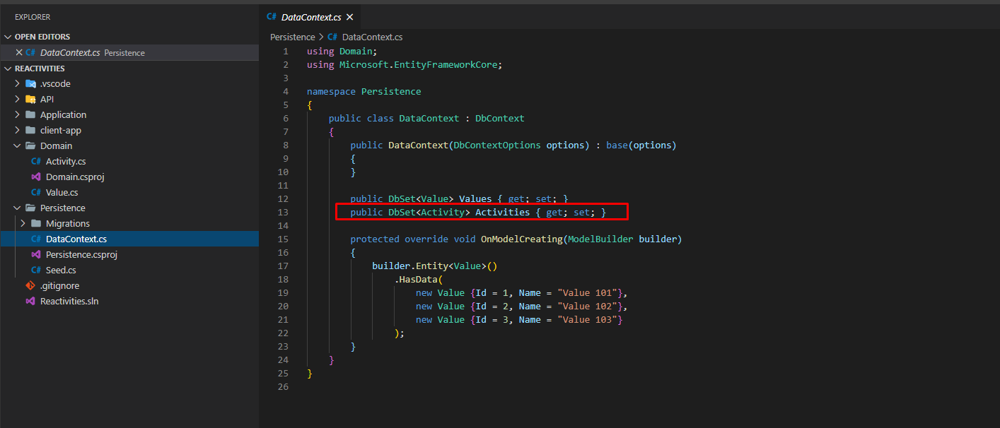 EXPLORER
OPEN EDITORS
C# DataContext.cs Persistence
REACTIVITIES
.vscode
API
Application
client-app
Domain
C# Activity.cs
Domain.csproj
C# Value.cs
Persistence
Migrations
C# DataContext.cs
Persistence.csproj
C# Seed.cs
.gitignore
Reactivities.sln
C# DataContext.cs
Persistence > C# DataContext.cs
1 using Domain;
2 using Microsoft.EntityFrameworkCore;
3
4 namespace Persistence
5 {
6 public class DataContext : DbContext
7 {
8 public DataContext(DbContextOptions options) : base(options)
9 {
10 }
11
12 public DbSet<Value> Values { get; set; }
13 public DbSet<Activity> Activities { get; set; }
14
15 protected override void OnModelCreating(ModelBuilder builder)
16 {
17 builder.Entity<Value>()
18 .HasData(
19 new Value {Id = 1, Name = "Value 101"},
20 new Value {Id = 2, Name = "Value 102"},
21 new Value {Id = 3, Name = "Value 103"}
22 );
23 }
24 }
25 }
26